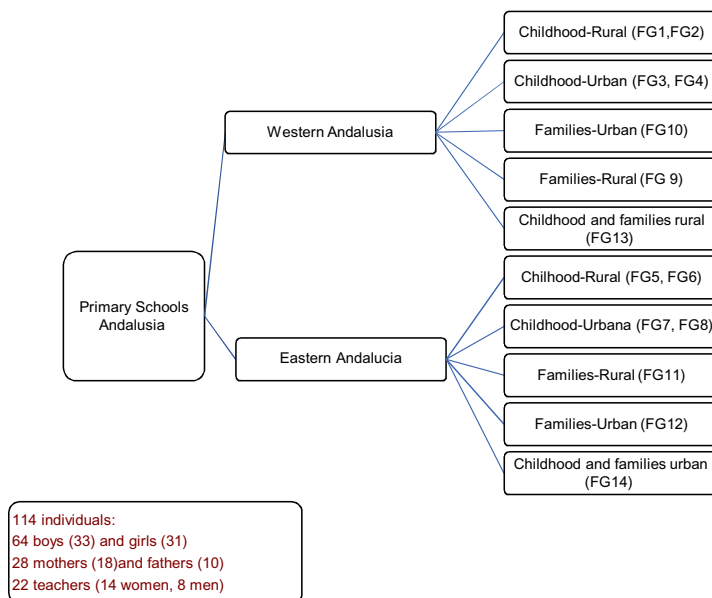 Primary Schools
Andalusia
Western Andalusia
Childhood-Rural (FG1,FG2)
Childhood-Urban (FG3, FG4)
Families-Urban (FG10)
Families-Rural (FG 9)
Childhood and families rural
(FG13)
Eastern Andalucia
Chilhood-Rural (FG5, FG6)
Childhood-Urbana (FG7, FG8)
Families-Rural (FG11)
Families-Urban (FG12)
Childhood and families urban
(FG14)
114 individuals:
64 boys (33) and girls (31)
28 mothers (18)and fathers (10)
22 teachers (14 women, 8 men)